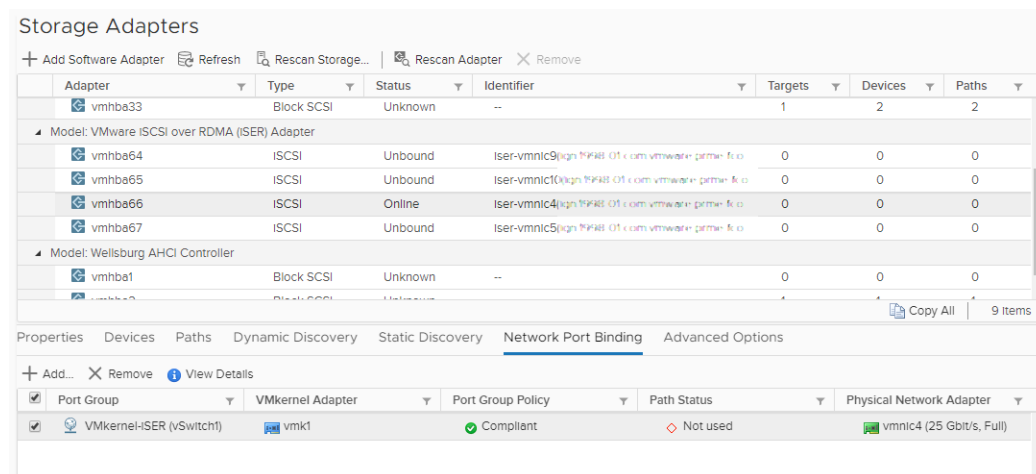 Storage Adapters
Add Software Adapter Refresh Rescan Storage... Rescan Adapter Remove
Adapter Type Status Identifier Targets Devices Paths
vmhba33 Block SCSI Unknown -- 1 2 2
Model: VMware iSCSI over RDMA (iSER) Adapter
vmhba64 iSCSI Unbound iser-vmnic9 0 0 0
vmhba65 iSCSI Unbound iser-vmnic10 0 0 0
vmhba66 iSCSI Online iser-vmnic4 0 0 0
vmhba67 iSCSI Unbound iser-vmnic5 0 0 0
Model: Wellsburg AHCI Controller
vmhba1 Block SCSI Unknown -- 0 0 0
Copy All 9 items
Properties Devices Paths Dynamic Discovery Static Discovery Network Port Binding Advanced Options
Add... Remove View Details
Port Group VMkernel Adapter Port Group Policy Path Status Physical Network Adapter
VMkernel-iSER (vSwitch1) vmk1 Compliant Not used vmnic4 (25 Gbit/s, Full)